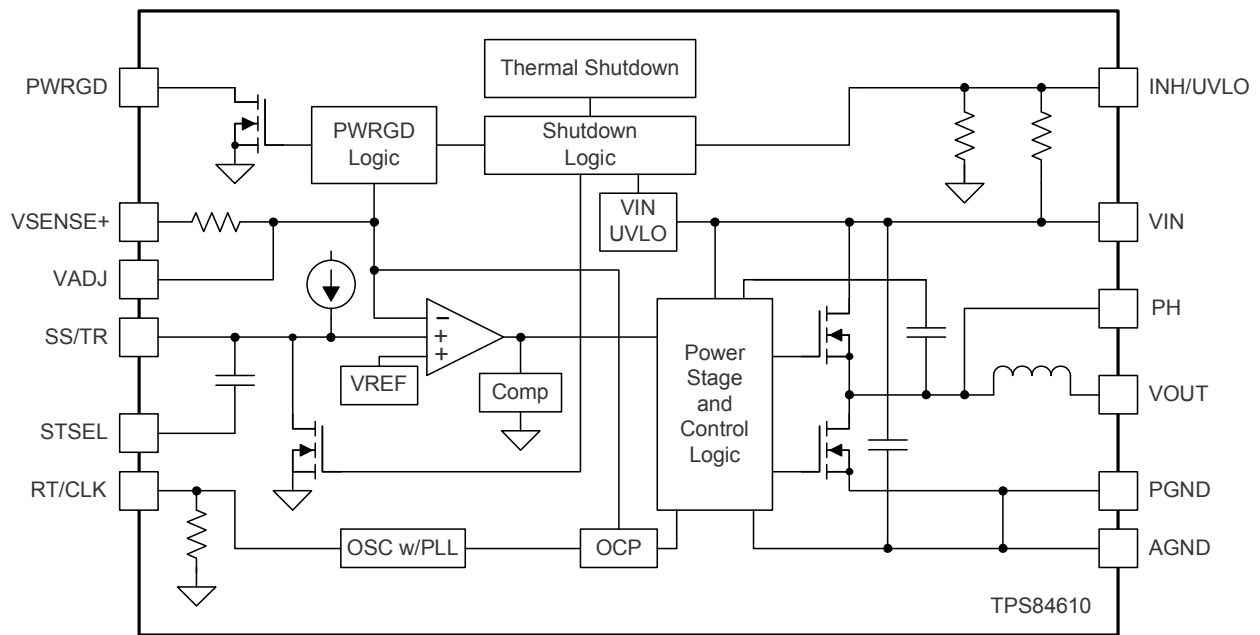 Thermal Shutdown
PWRGD
INH/UVLO
PWRGD
Logic
Shutdown
Logic
VSENSE+
VIN
UVLO
VIN
VADJ
PH
SS/TR
−
+
+
VREF
Comp
Power
Stage
and
Control
Logic
VOUT
STSEL
RT/CLK
PGND
OSC w/PLL
OCP
AGND
TPS84610